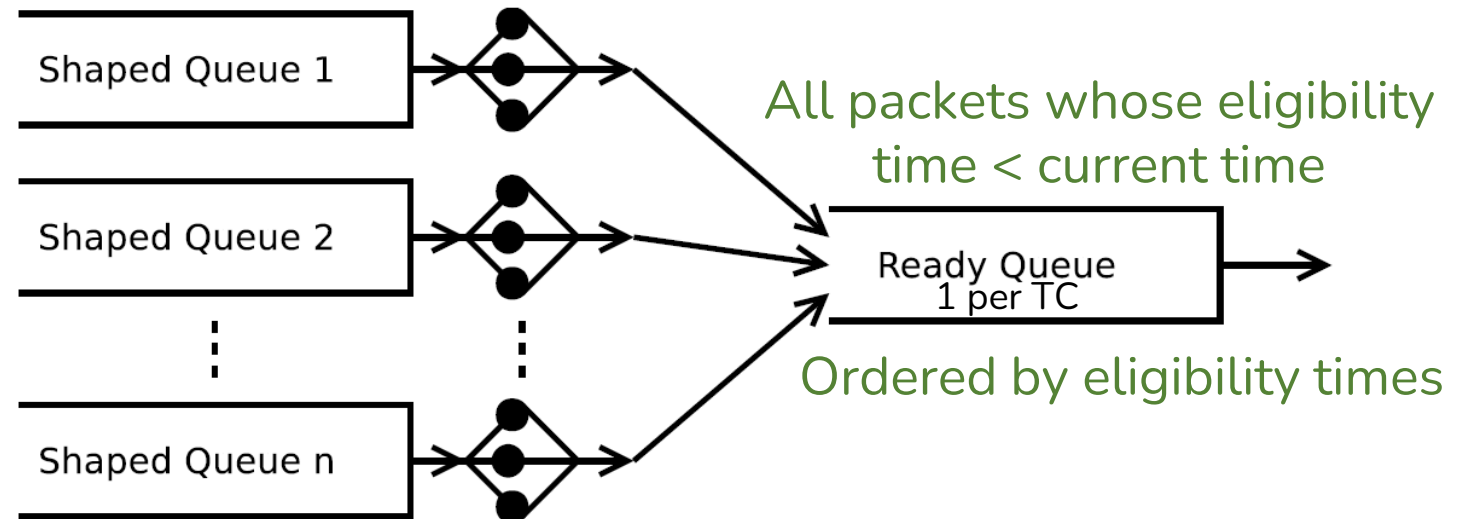 Shaped Queue 1
All packets whose eligibility
time < current time
Shaped Queue 2
Ready Queue
1 per TC
Ordered by eligibility times
Shaped Queue n